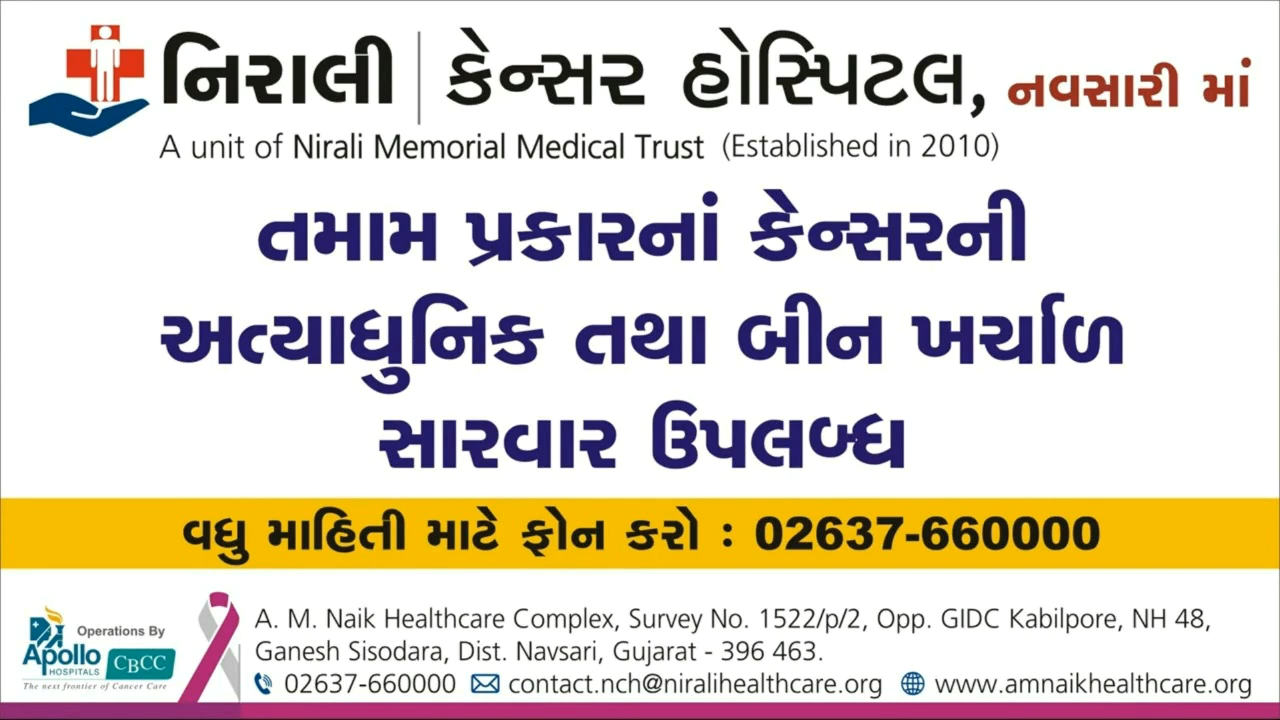 નિરાલી | કેન્સર હોસ્પિટલ, નવસારી માં
A unit of Nirali Memorial Medical Trust (Established in 2010)
તમામ પ્રકારનાં કેન્સરની
અત્યાધુનિક તથા બીન ખર્ચાળ
સારવાર ઉપલબ્ધ
વધુ માહિતી માટે ફોન કરો : 02637-660000
Operations By
Apollo HOSPITALS CBCC
The next frontier of Cancer Care
A. M. Naik Healthcare Complex, Survey No. 1522/p/2, Opp. GIDC Kabilpore, NH 48,
Ganesh Sisodara, Dist. Navsari, Gujarat - 396 463.
02637-660000 contact.nch@niralihealthcare.org www.amnaikhealthcare.org